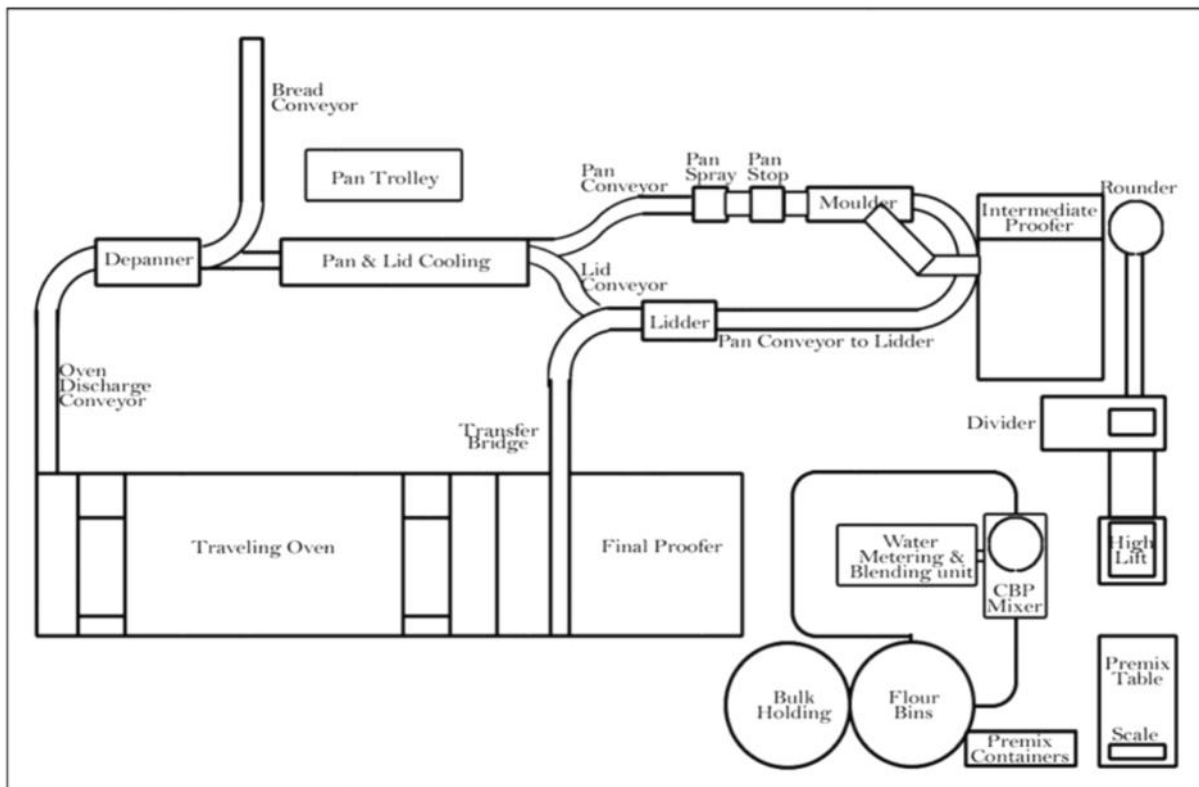 Bread
Conveyor
Pan Trolley
Pan
Conveyor
Pan
Spray
Pan
Stop
Moulder
Intermediate
Proofer
Rounder
Depanner
Pan & Lid Cooling
Lid
Conveyor
Lidder
Pan Conveyor to Lidder
Oven
Discharge
Conveyor
Transfer
Bridge
Divider
Traveling Oven
Final Proofer
Water
Metering &
Blending unit
CBP
Mixer
High
Lift
Bulk
Holding
Flour
Bins
Premix
Containers
Premix
Table
Scale